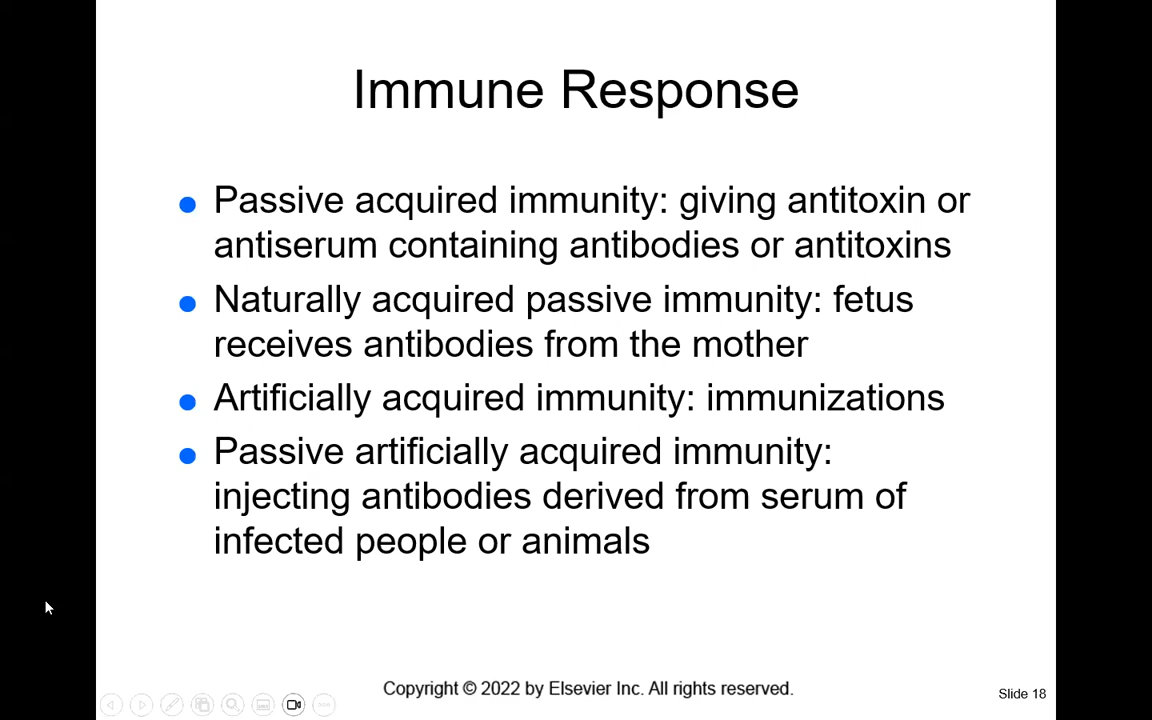 Immune Response
Passive acquired immunity: giving antitoxin or
antiserum containing antibodies or antitoxins
Naturally acquired passive immunity: fetus
receives antibodies from the mother
Artificially acquired immunity: immunizations
Passive artificially acquired immunity:
injecting antibodies derived from serum of
infected people or animals
Copyright © 2022 by Elsevier Inc. All rights reserved.
Slide 18